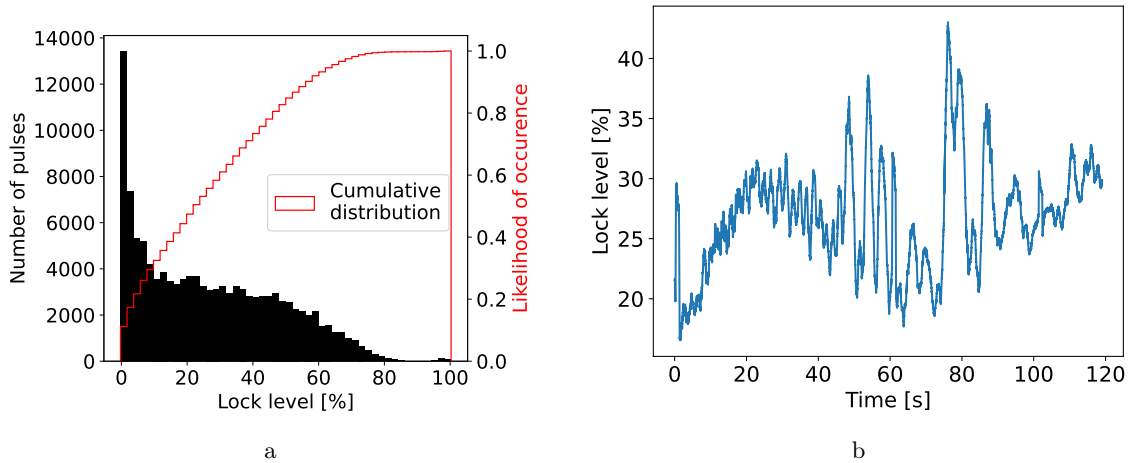 14000
12000
10000
8000
6000
4000
2000
0
Number of pulses
1.0
0.8
0.6
0.4
0.2
0.0
Likelihood of occurence
Cumulative
distribution
0 20 40 60 80 100
Lock level [%]
a
40
35
30
25
20
Lock level [%]
0 20 40 60 80 100 120
Time [s]
b